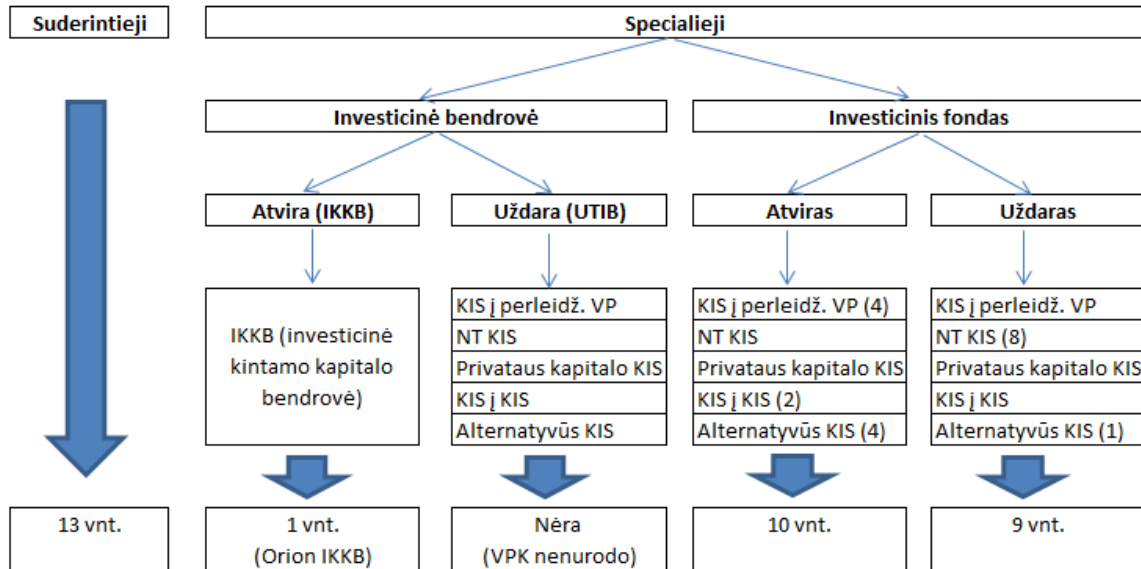 Suderintieji
Specialieji
Investicinė bendrovė
Investicinis fondas
Atvira (IKKB)
Uždara (UTIB)
Atviras
Uždaras
IKKB (investicinė
kintamo kapitalo
bendrovė)
KIS į perleidž. VP
NT KIS
Privataus kapitalo KIS
KIS į KIS
Alternatyvūs KIS
KIS į perleidž. VP (4)
NT KIS
Privataus kapitalo KIS
KIS į KIS (2)
Alternatyvūs KIS (4)
KIS į perleidž. VP
NT KIS (8)
Privataus kapitalo KIS
KIS į KIS
Alternatyvūs KIS (1)
13 vnt.
1 vnt.
(Orion IKKB)
Nėra
(VPK nenurodo)
10 vnt.
9 vnt.